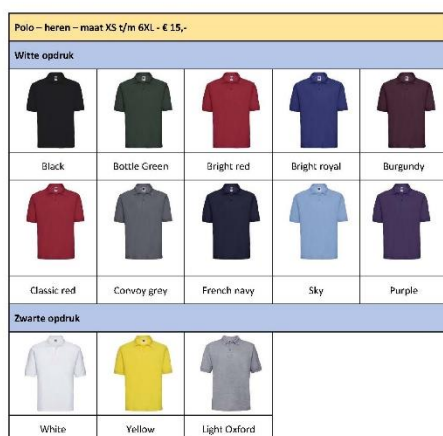 Polo – heren – maat XS t/m 6XL - € 15,-
Witte opdruk
Black Bottle Green Bright red Bright royal Burgundy
Classic red Convoy grey French navy Sky Purple
Zwarte opdruk
White Yellow Light Oxford